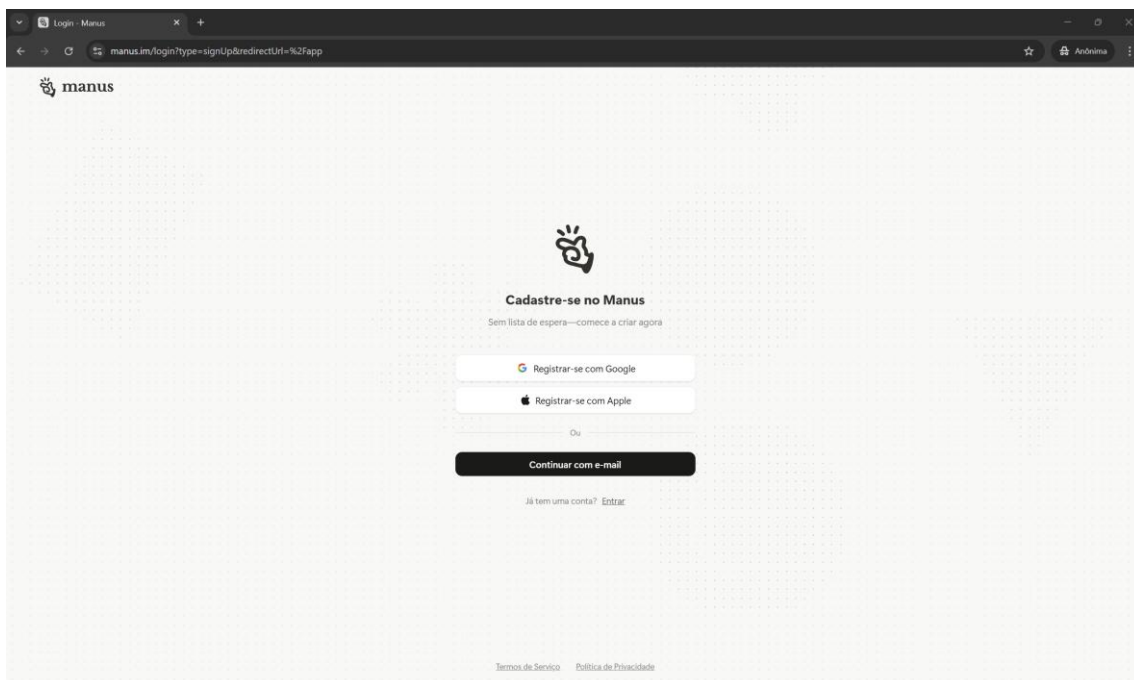 Login - Manus
manus.im/login?type=signUp&redirectUrl=%2Fapp
Anônima
manus
Cadastre-se no Manus
Sem lista de espera—comece a criar agora
Registrar-se com Google
Registrar-se com Apple
Ou
Continuar com e-mail
Já tem uma conta? Entrar
Termos de Serviço Política de Privacidade